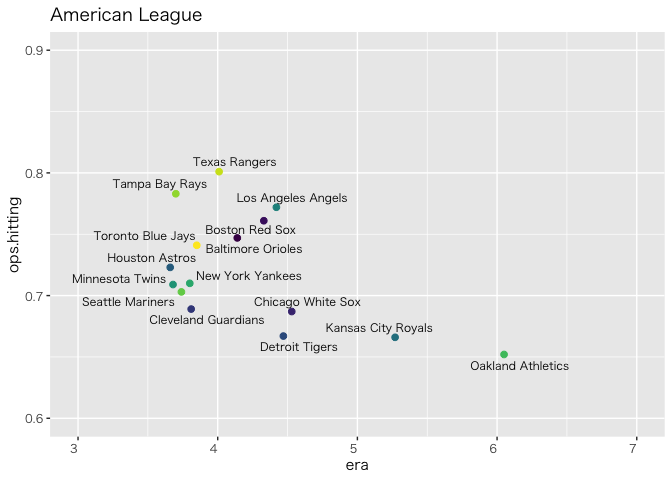 American League
0.9
0.8
0.7
0.6
ops.hitting
Texas Rangers
Tampa Bay Rays
Los Angeles Angels
Boston Red Sox
Toronto Blue Jays
Baltimore Orioles
Houston Astros
Minnesota Twins
New York Yankees
Seattle Mariners
Chicago White Sox
Cleveland Guardians
Kansas City Royals
Detroit Tigers
Oakland Athletics
3
4
5
6
7
era